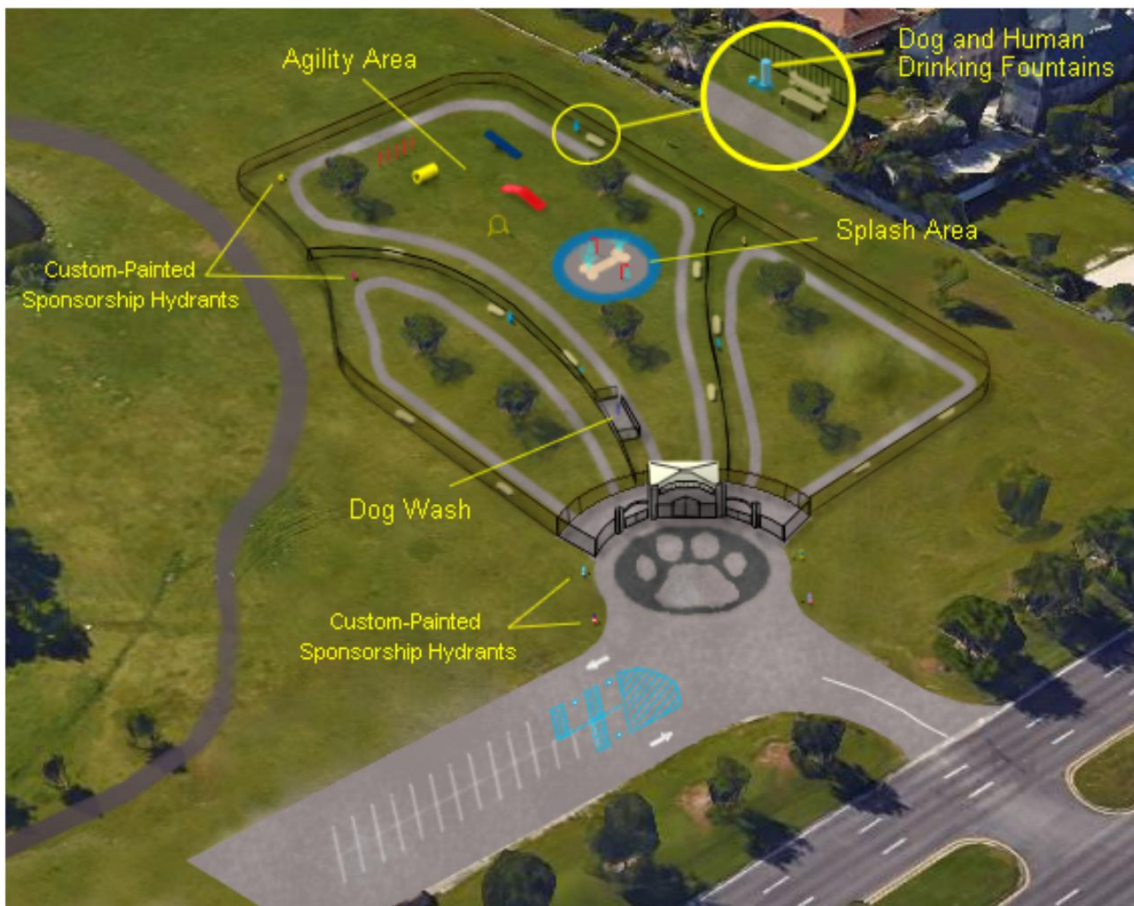 Dog and Human
Drinking Fountains
Agility Area
Splash Area
Custom-Painted
Sponsorship Hydrants
Dog Wash
Custom-Painted
Sponsorship Hydrants